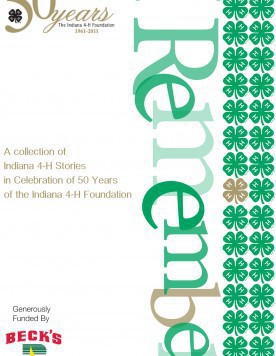 50 years
The Indiana 4-H Foundation
1961-2011
Remembe
A collection of
Indiana 4-H Stories
in Celebration of 50 Years
of the Indiana 4-H Foundation
Generously
Funded By
BECK'S